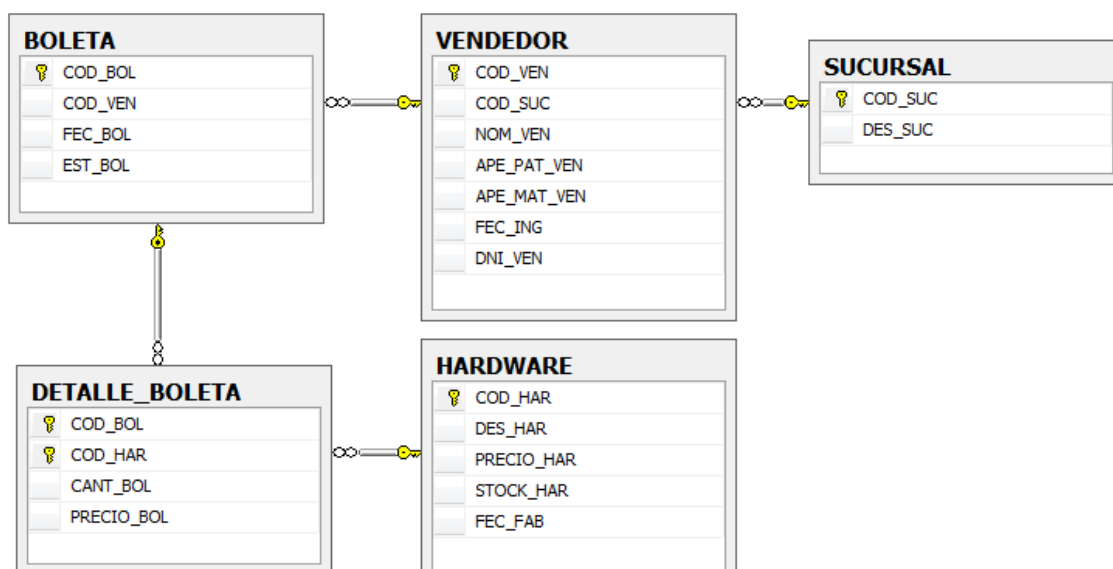 BOLETA
COD_BOL
COD_VEN
FEC_BOL
EST_BOL
VENDEDOR
COD_VEN
COD_SUC
NOM_VEN
APE_PAT_VEN
APE_MAT_VEN
FEC_ING
DNI_VEN
SUCURSAL
COD_SUC
DES_SUC
DETALLE_BOLETA
COD_BOL
COD_HAR
CANT_BOL
PRECIO_BOL
HARDWARE
COD_HAR
DES_HAR
PRECIO_HAR
STOCK_HAR
FEC_FAB